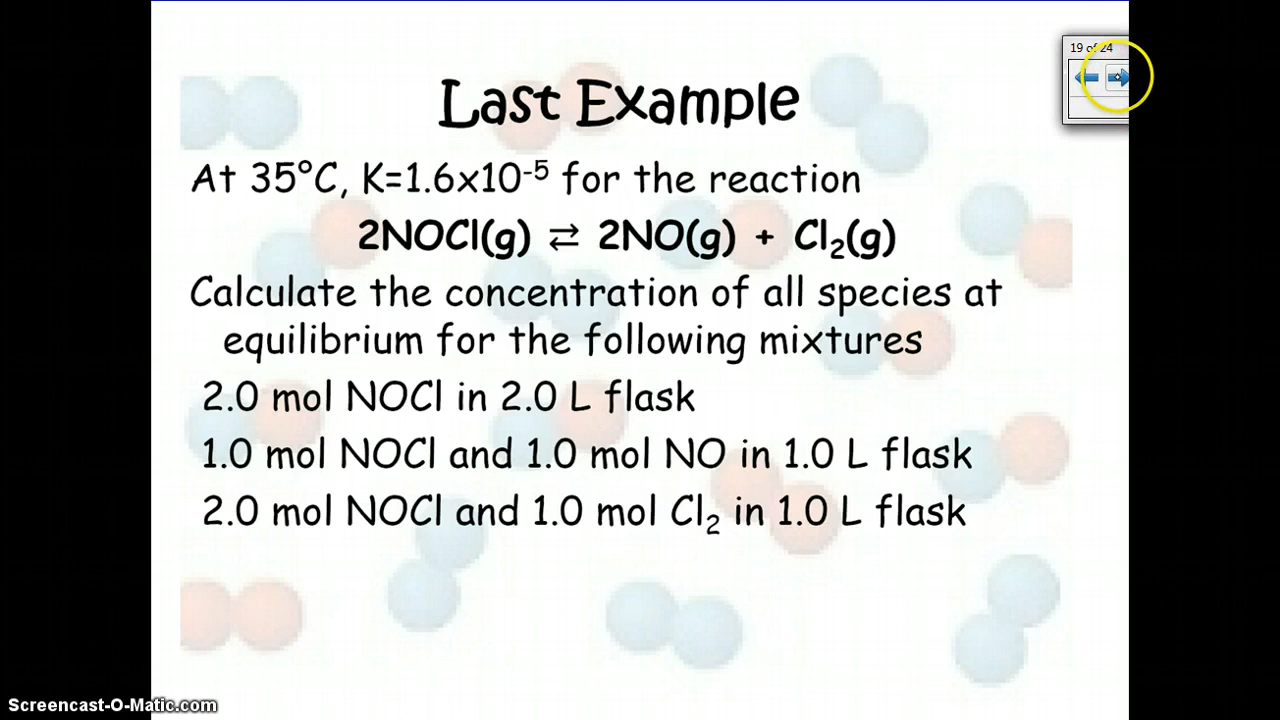 19 of 24
Last Example
At 35°C, K=1.6x10⁻⁵ for the reaction
2NOCl(g) ⇄ 2NO(g) + Cl₂(g)
Calculate the concentration of all species at
equilibrium for the following mixtures
2.0 mol NOCl in 2.0 L flask
1.0 mol NOCl and 1.0 mol NO in 1.0 L flask
2.0 mol NOCl and 1.0 mol Cl₂ in 1.0 L flask
Screencast-O-Matic.com